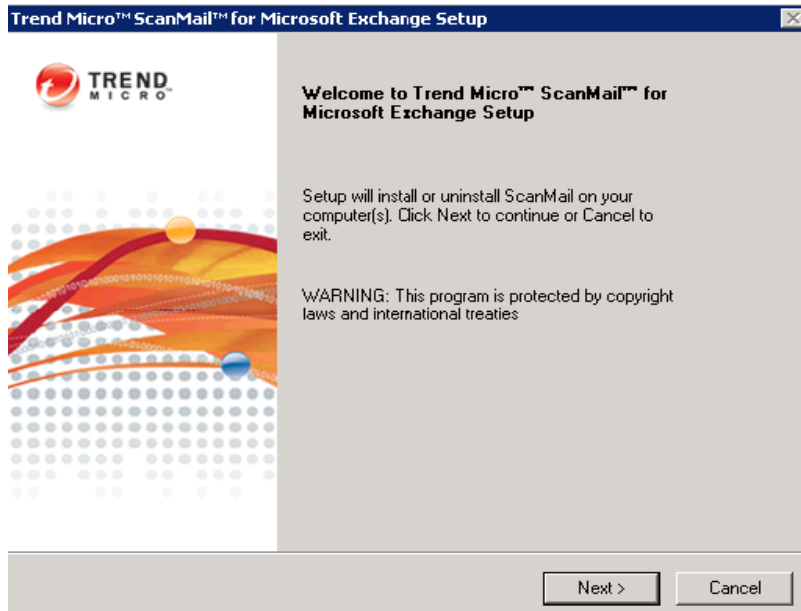 Trend Micro™ ScanMail™ for Microsoft Exchange Setup
TREND
MICRO™
Welcome to Trend Micro™ ScanMail™ for
Microsoft Exchange Setup
Setup will install or uninstall ScanMail on your
computer(s). Click Next to continue or Cancel to
exit.
WARNING: This program is protected by copyright
laws and international treaties
Next >
Cancel